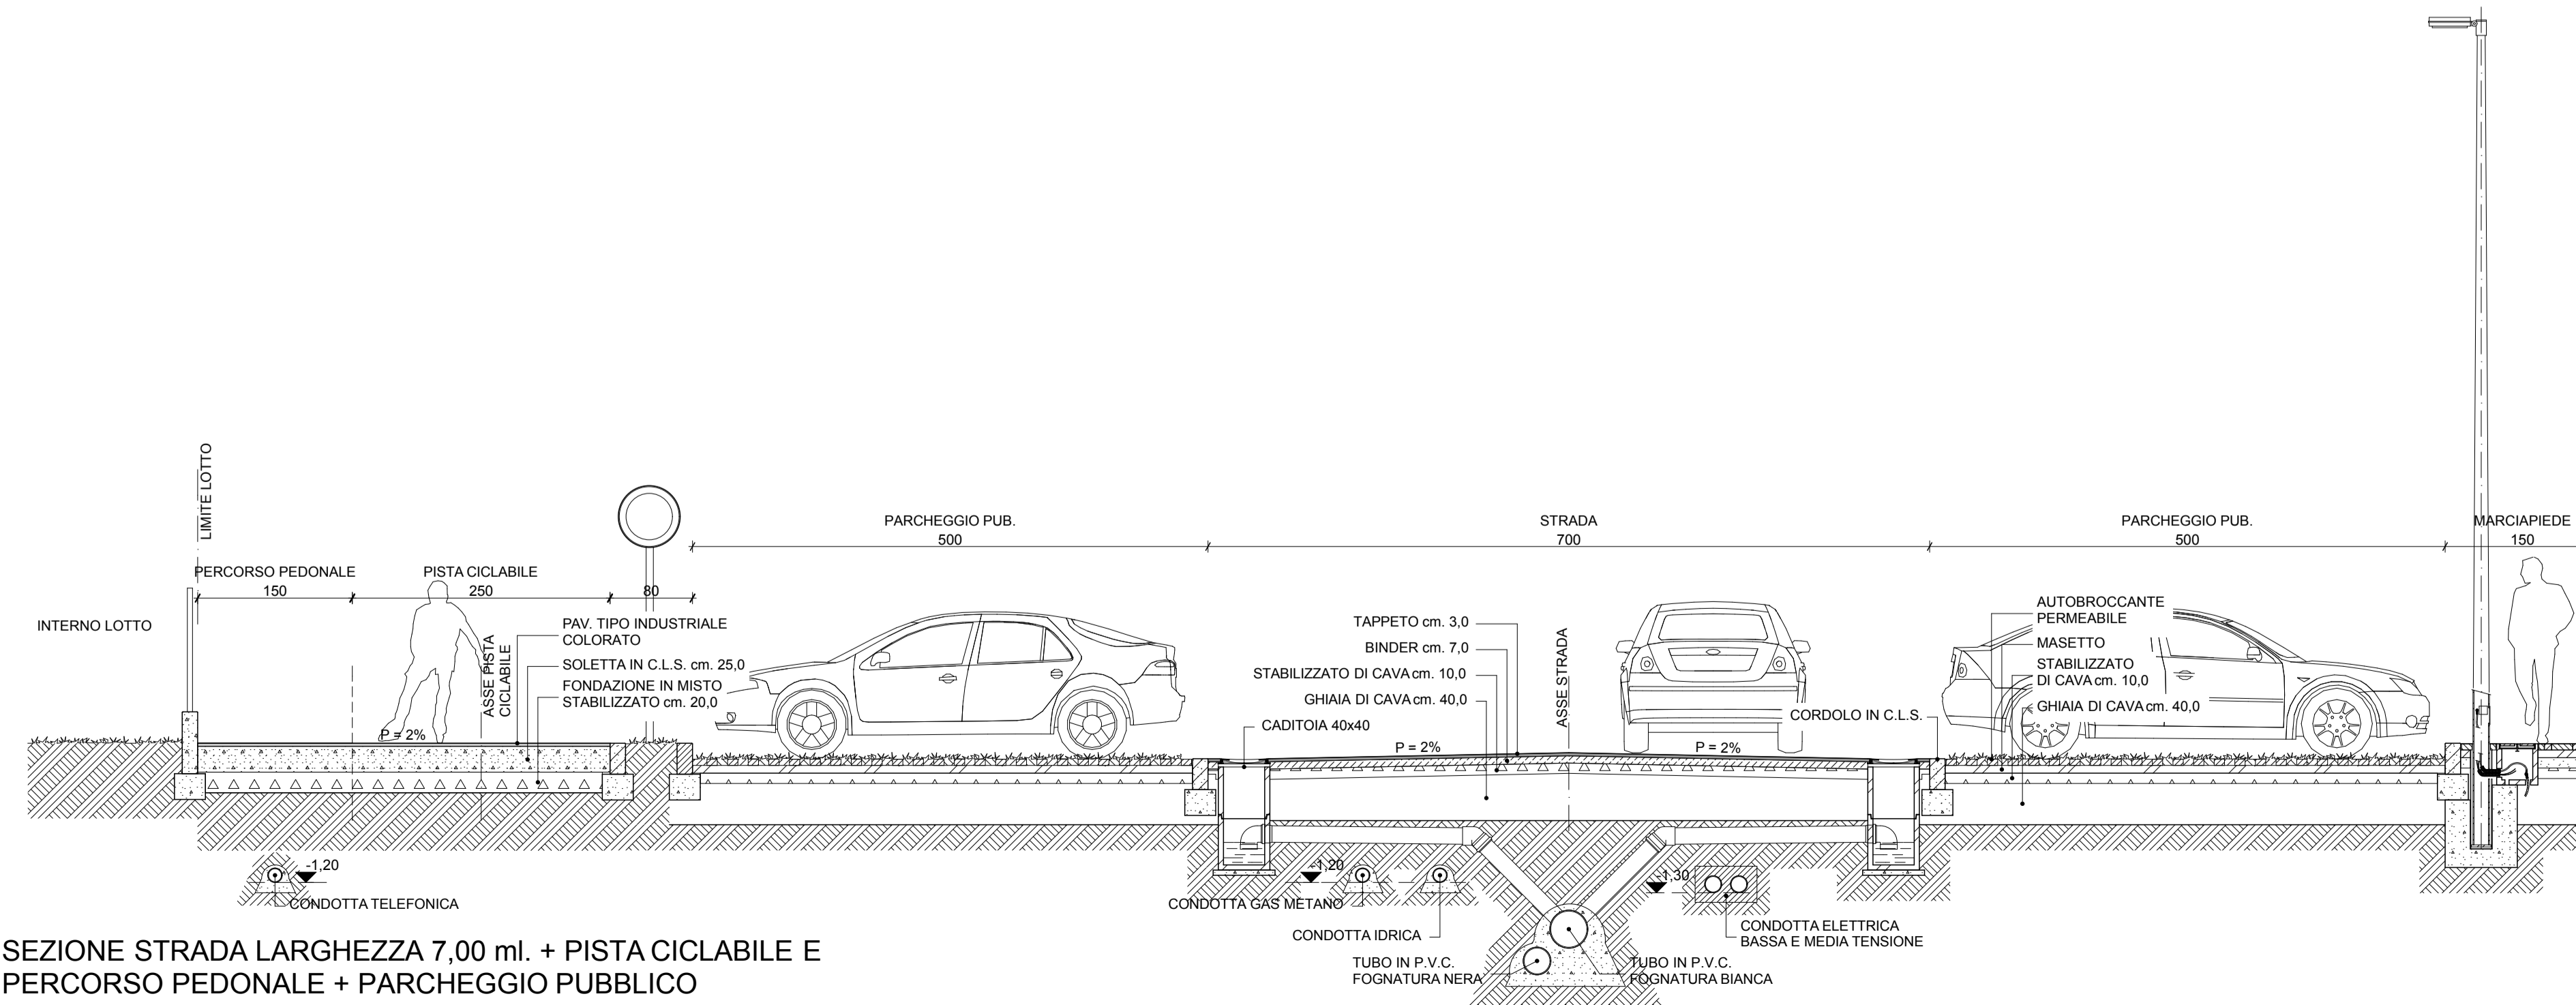 LIMITE LOTTO
PARCHEGGIO PUB.
500
STRADA
700
PARCHEGGIO PUB.
500
MARCIAPIEDE
150
PERCORSO PEDONALE
150
PISTA CICLABILE
250
80
INTERNO LOTTO
PAV. TIPO INDUSTRIALE
COLORATO
SOLETTA IN C.L.S. cm. 25,0
FONDAZIONE IN MISTO
STABILIZZATO cm. 20,0
ASSE PISTA
CICLABILE
P = 2%
TAPPETO cm. 3,0
BINDER cm. 7,0
STABILIZZATO DI CAVA cm. 10,0
GHIAIA DI CAVA cm. 40,0
CADITOIA 40x40
ASSE STRADA
P = 2%
P = 2%
CORDOLO IN C.L.S.
AUTOBROCCANTE
PERMEABILE
MASETTO
STABILIZZATO
DI CAVA cm. 10,0
GHIAIA DI CAVA cm. 40,0
-1,20
CONDOTTA TELEFONICA
-1,20
CONDOTTA GAS METANO
CONDOTTA IDRICA
TUBO IN P.V.C.
FOGNATURA NERA
TUBO IN P.V.C.
FOGNATURA BIANCA
-1,30
CONDOTTA ELETTRICA
BASSA E MEDIA TENSIONE
SEZIONE STRADA LARGHEZZA 7,00 ml. + PISTA CICLABILE E
PERCORSO PEDONALE + PARCHEGGIO PUBBLICO